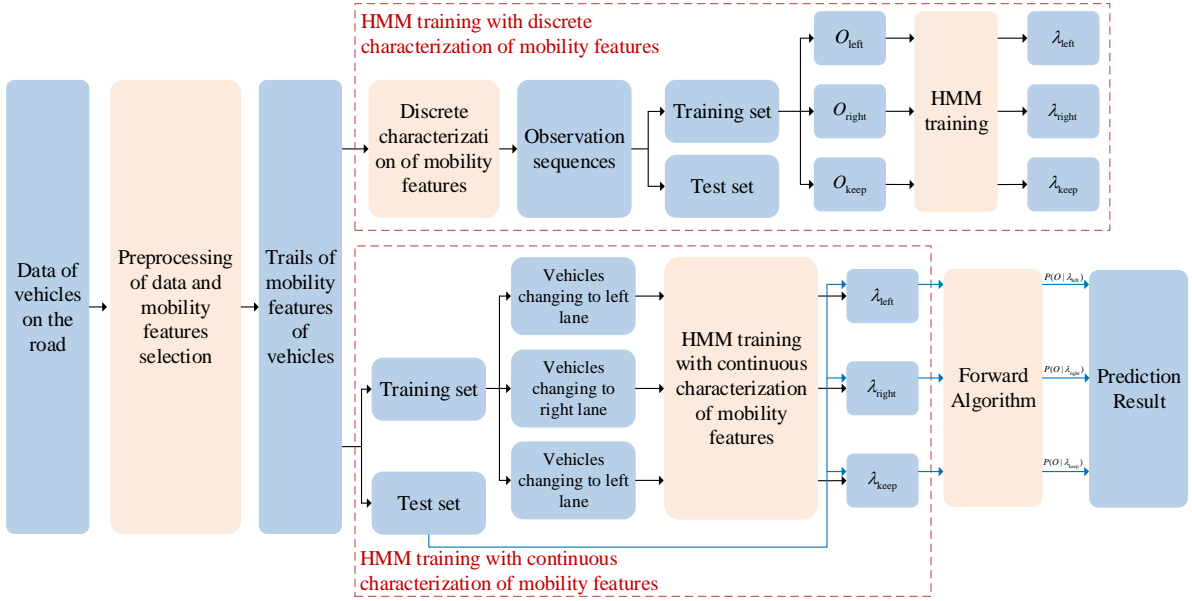 HMM training with discrete
characterization of mobility features
Data of
vehicles
on the
road
Preprocessing
of data and
mobility
features
selection
Trails of
mobility
features of
vehicles
Discrete
characterizati
on of mobility
features
Observation
sequences
Training set
Test set
O_left
O_right
O_keep
HMM
training
λ_left
λ_right
λ_keep
Training set
Test set
Vehicles
changing to left
lane
Vehicles
changing to
right lane
Vehicles
changing to left
lane
HMM training
with continuous
characterization
of mobility
features
λ_left
λ_right
λ_keep
Forward
Algorithm
P(O | λ_left)
P(O | λ_right)
P(O | λ_keep)
Prediction
Result
HMM training with continuous
characterization of mobility features